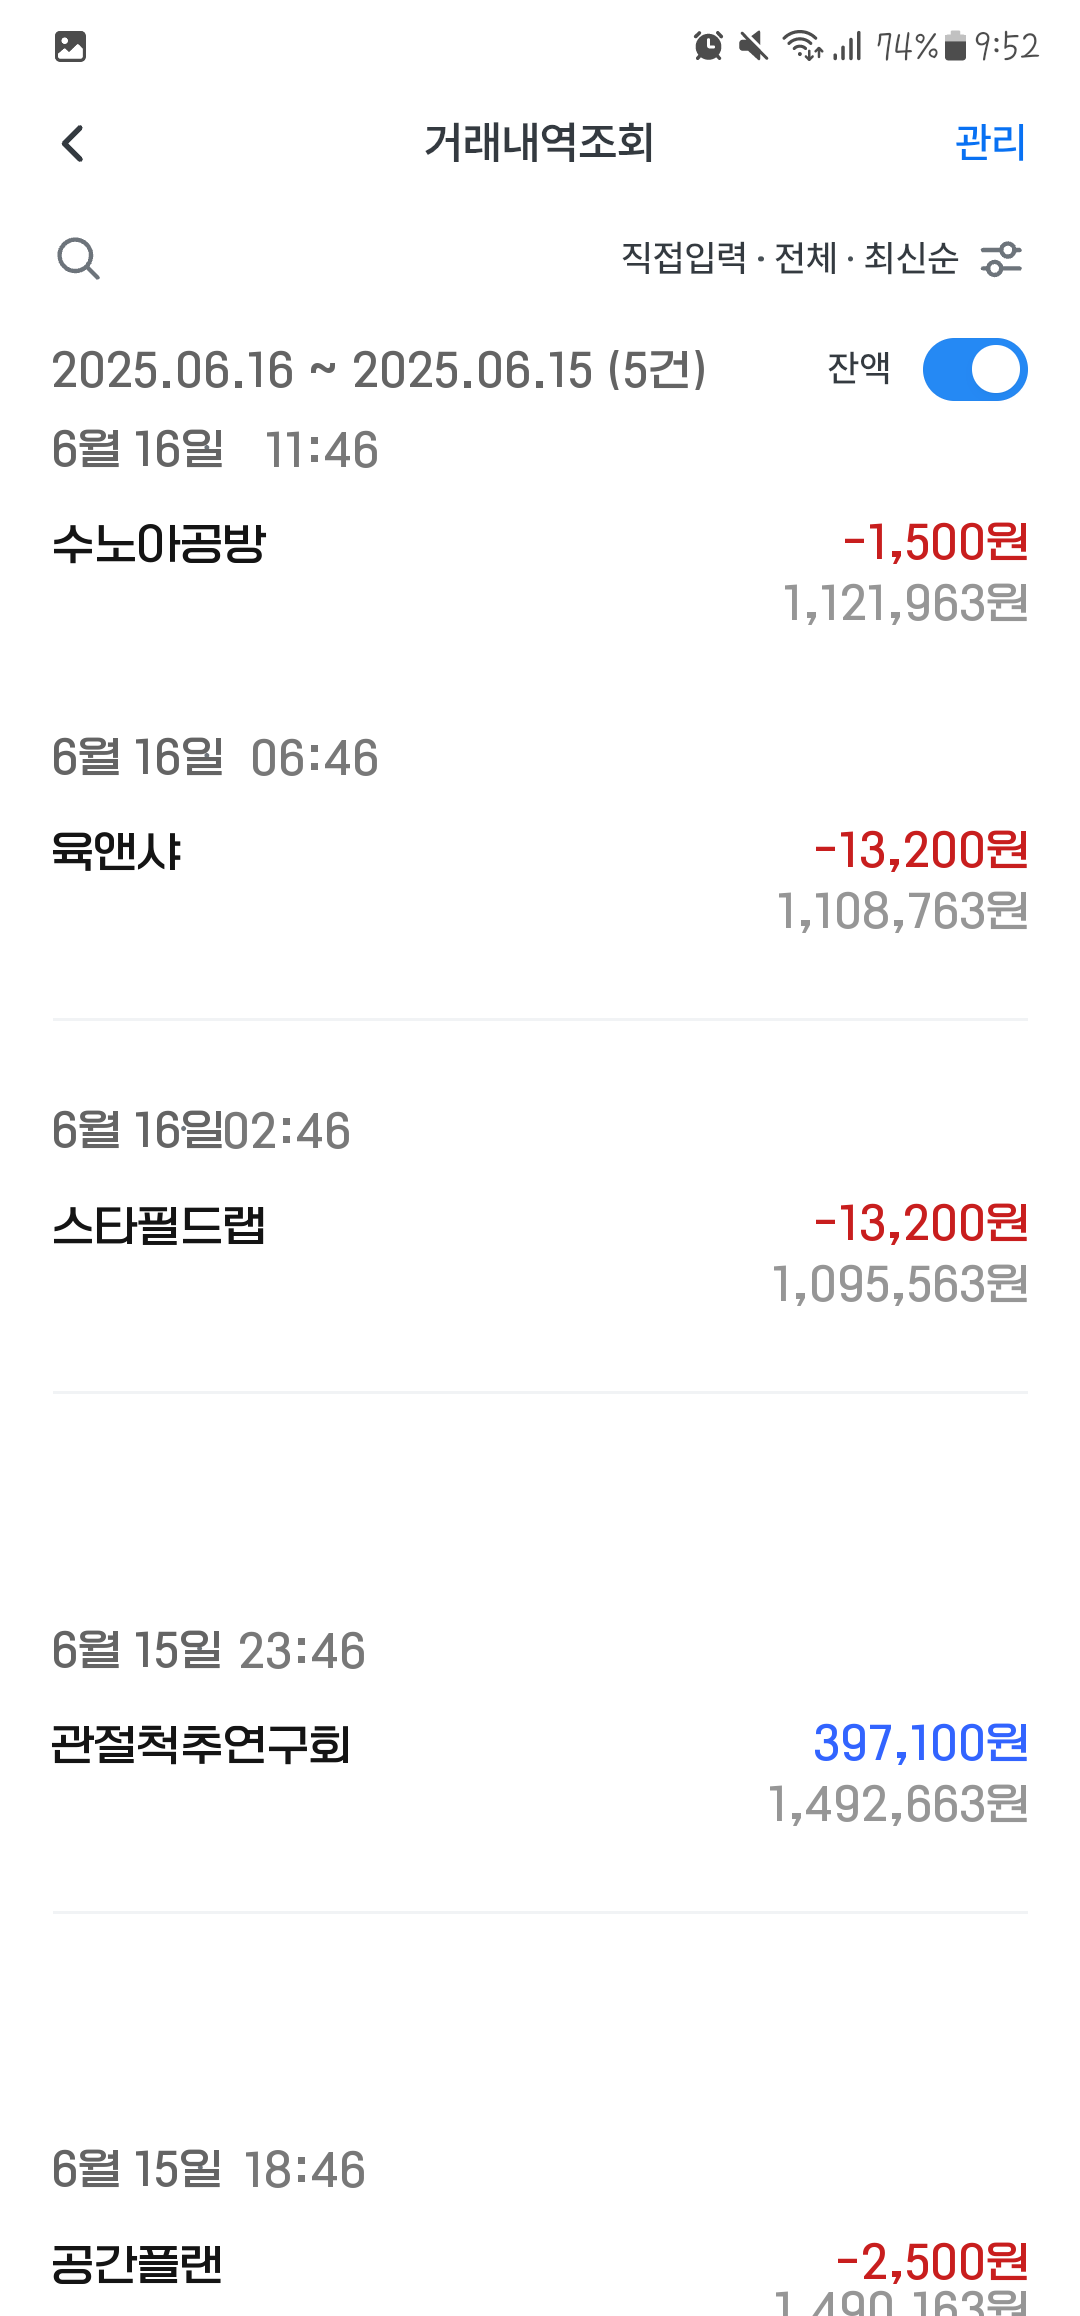 74% 9:52
거래내역조회 관리
직접입력 · 전체 · 최신순
2025.06.16 ~ 2025.06.15 (5건) 잔액
6월 16일 11:46
수노아공방 -1,500원
1,121,963원
6월 16일 06:46
육앤샤 -13,200원
1,108,763원
6월 16일02:46
스타필드랩 -13,200원
1,095,563원
6월 15일 23:46
관절척추연구회 397,100원
1,492,663원
6월 15일 18:46
공간플랜 -2,500원
1,490,163원